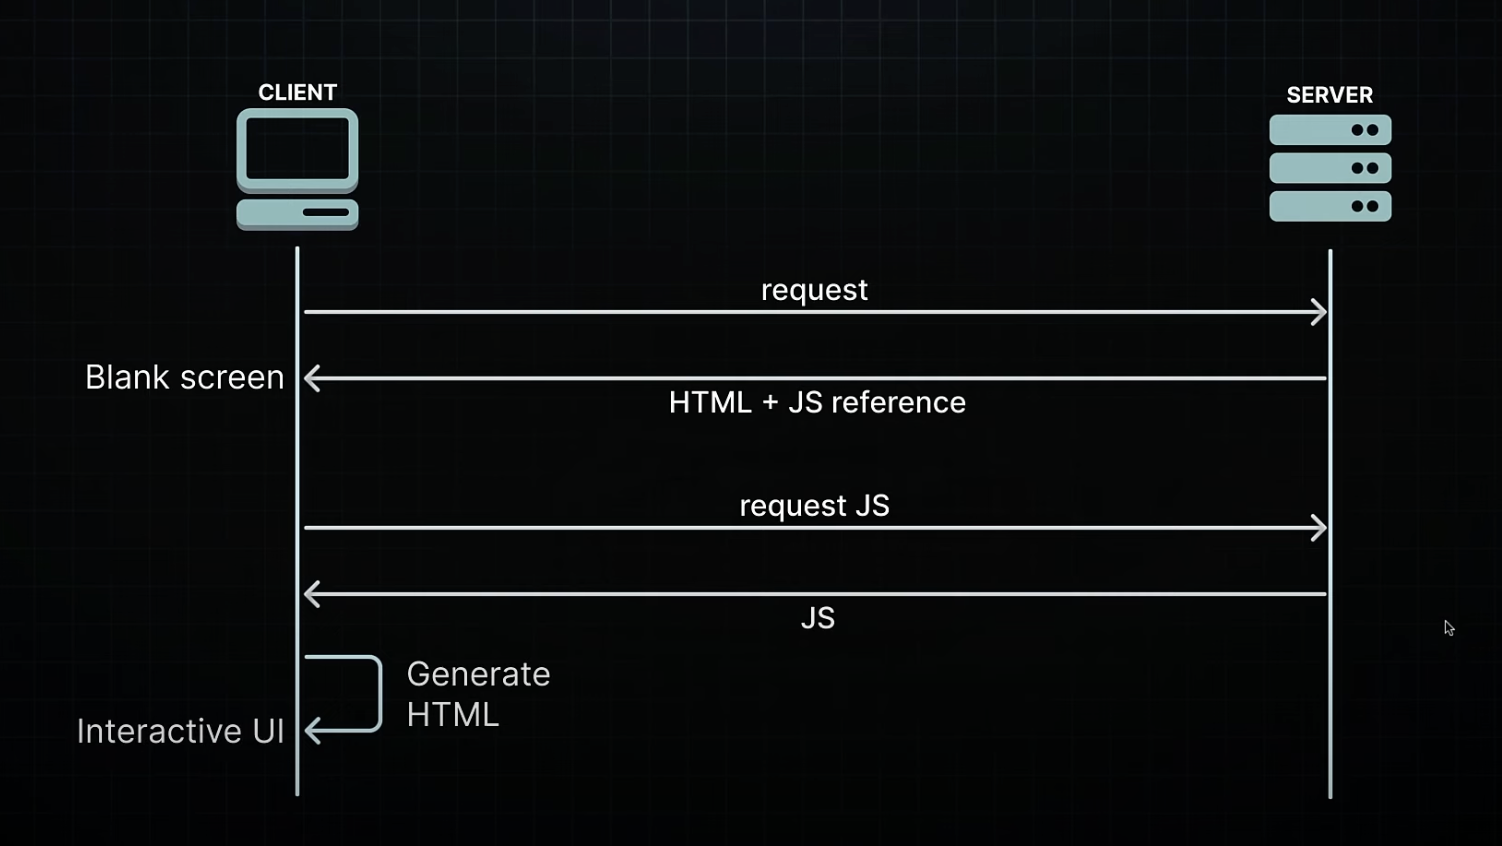 CLIENT
SERVER
request
Blank screen
HTML + JS reference
request JS
JS
Generate
HTML
Interactive UI